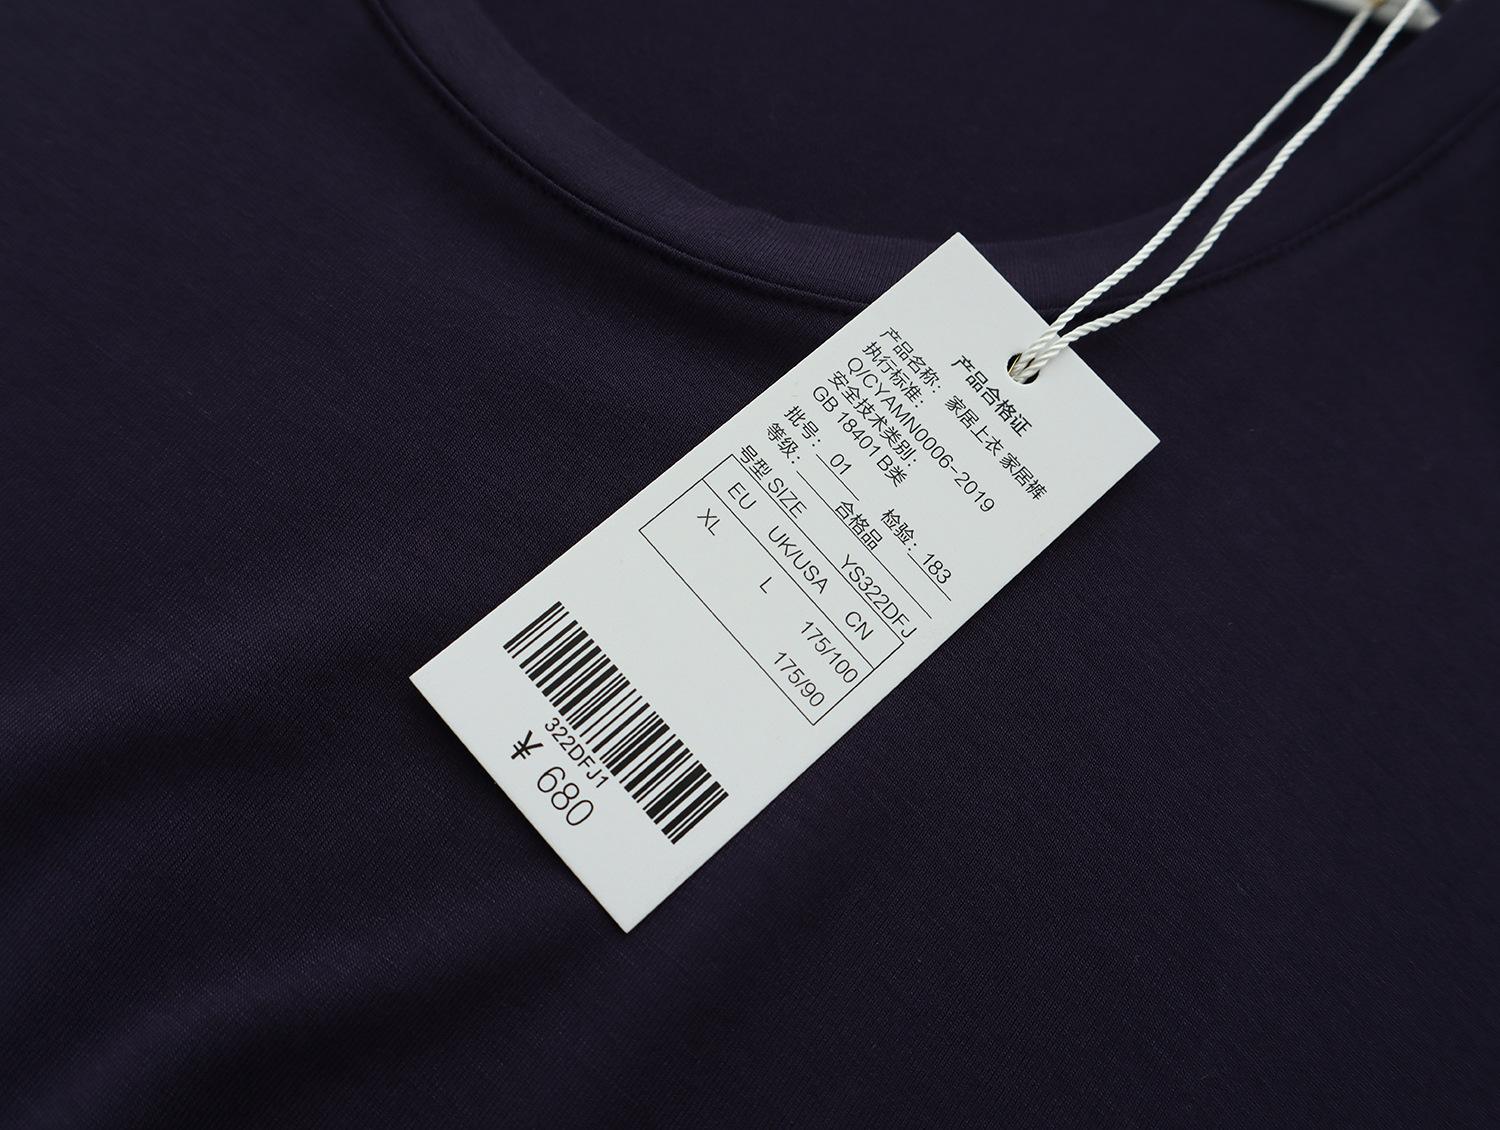 产品合格证
产品名称: 家居上衣 家居裤
执行标准:
Q/CYAMN0006-2019
安全技术类别:
GB 18401 B类
批号: 01 检验: 183
等级: 合格品
号型 SIZE YS322DFJ
EU UK/USA CN
XL L 175/100
175/90
322DFJ1
¥ 680